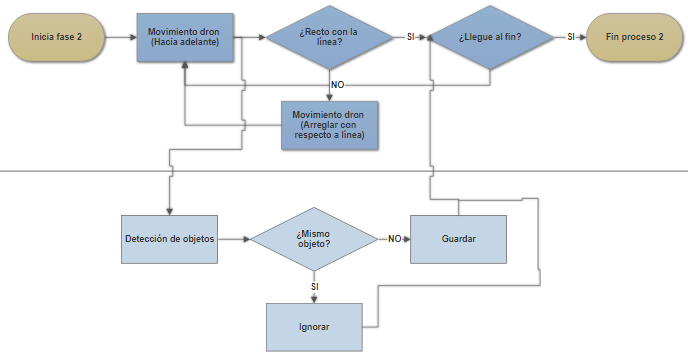 Inicia fase 2
Movimiento dron
(Hacia adelante)
¿Recto con la
línea?
SI
¿Llegue al fin?
SI
Fin proceso 2
NO
Movimiento dron
(Arreglar con
respecto a línea)
Detección de objetos
¿Mismo
objeto?
NO
Guardar
SI
Ignorar